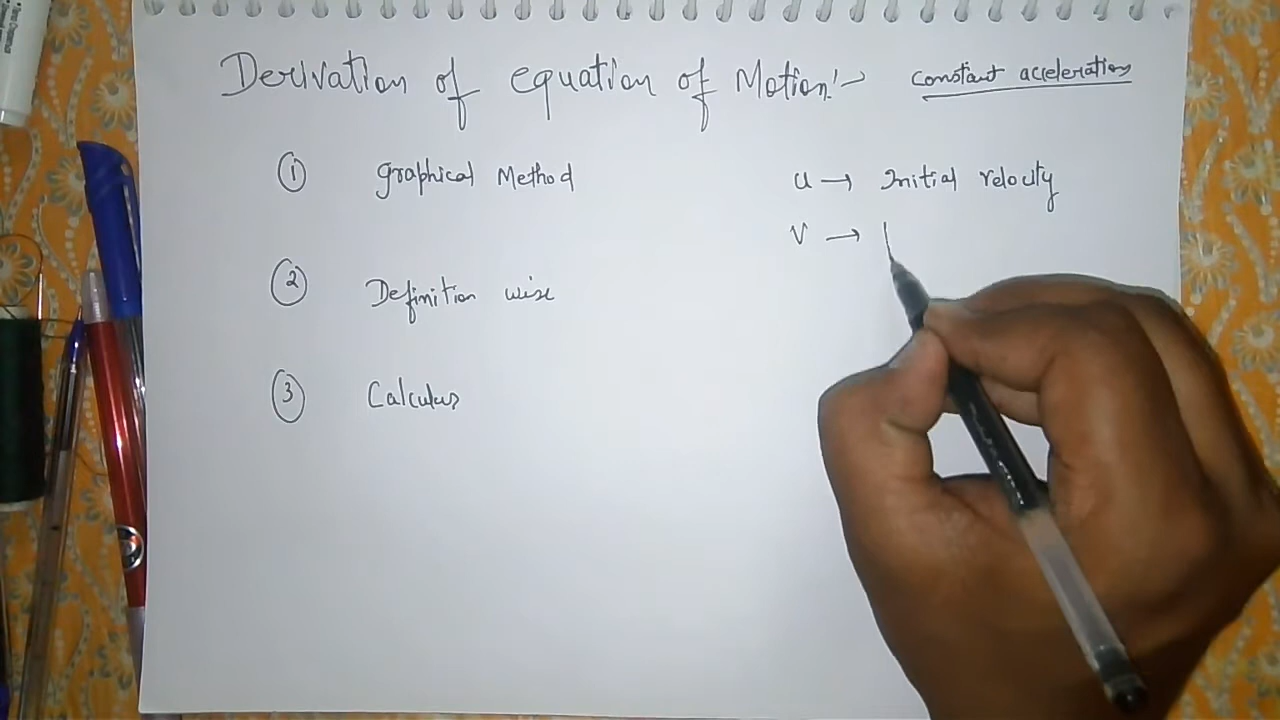 Derivation of equation of Motion:- constant acceleration
① Graphical Method
② Definition wise
③ Calculus
u → Initial velocity
V →